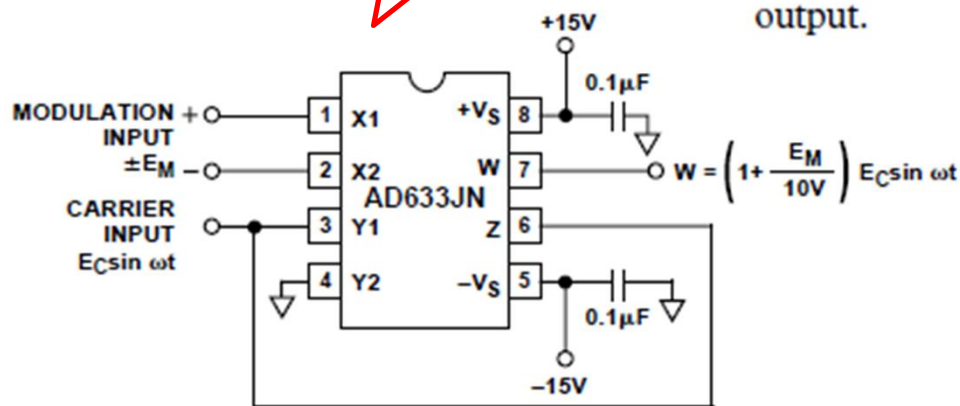 output.
+15V
0.1µF
MODULATION +
INPUT
±EM –
CARRIER
INPUT
ECsin ωt
1 X1
2 X2
3 Y1
4 Y2
AD633JN
+VS 8
W 7
Z 6
–VS 5
W = (1+ EM/10V) ECsin ωt
0.1µF
–15V